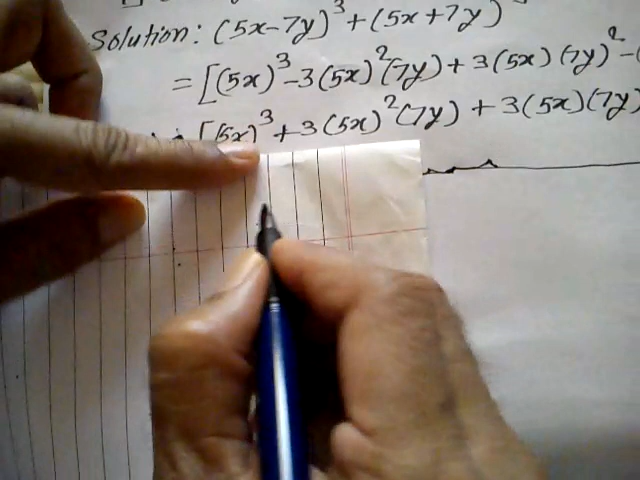 Solution: (5x-7y)³+(5x+7y)
= [(5x)³-3(5x)²(7y)+3(5x)(7y)²-(
[(5x)³+3(5x)²(7y)+3(5x)(7y)